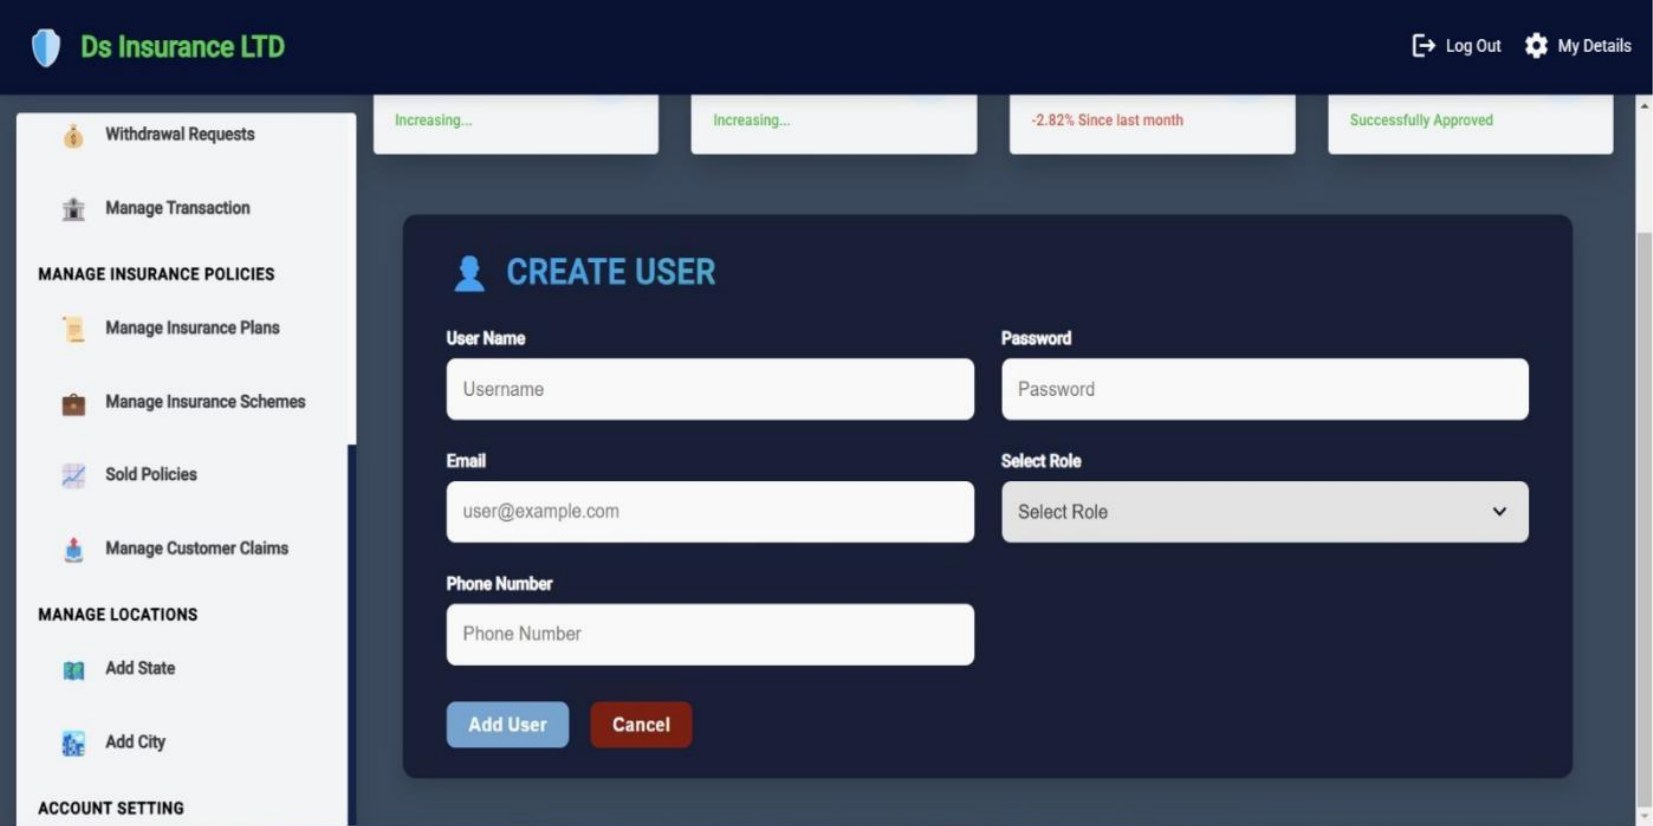 Ds Insurance LTD
Log Out
My Details
Withdrawal Requests
Manage Transaction
MANAGE INSURANCE POLICIES
Manage Insurance Plans
Manage Insurance Schemes
Sold Policies
Manage Customer Claims
MANAGE LOCATIONS
Add State
Add City
ACCOUNT SETTING
Increasing...
Increasing...
-2.82% Since last month
Successfully Approved
CREATE USER
User Name
Username
Password
Password
Email
user@example.com
Select Role
Select Role
Phone Number
Phone Number
Add User
Cancel